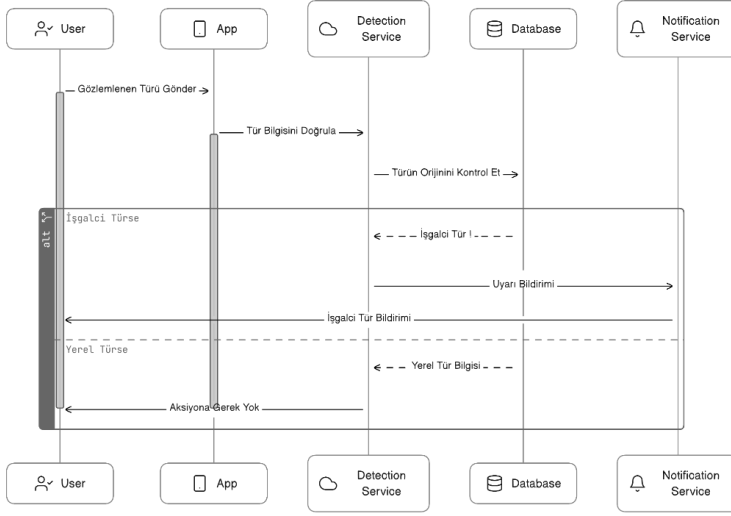 User
App
Detection
Service
Database
Notification
Service
Gözlemlenen Türü Gönder
Tür Bilgisini Doğrula
Türün Orijinini Kontrol Et
alt
İşgalci Türse
İşgalci Tür !
Uyarı Bildirimi
İşgalci Tür Bildirimi
Yerel Türse
Yerel Tür Bilgisi
Aksiyona Gerek Yok
User
App
Detection
Service
Database
Notification
Service